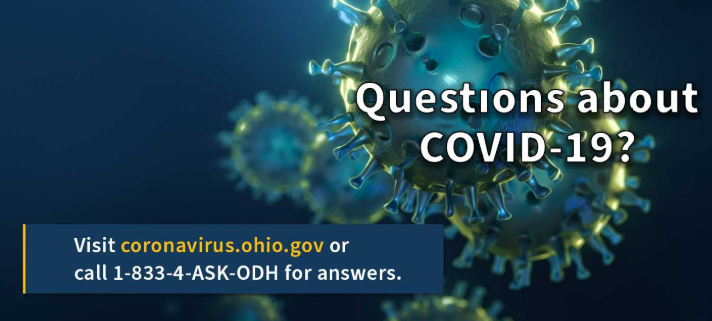 Questions about
COVID-19?
Visit coronavirus.ohio.gov or
call 1-833-4-ASK-ODH for answers.